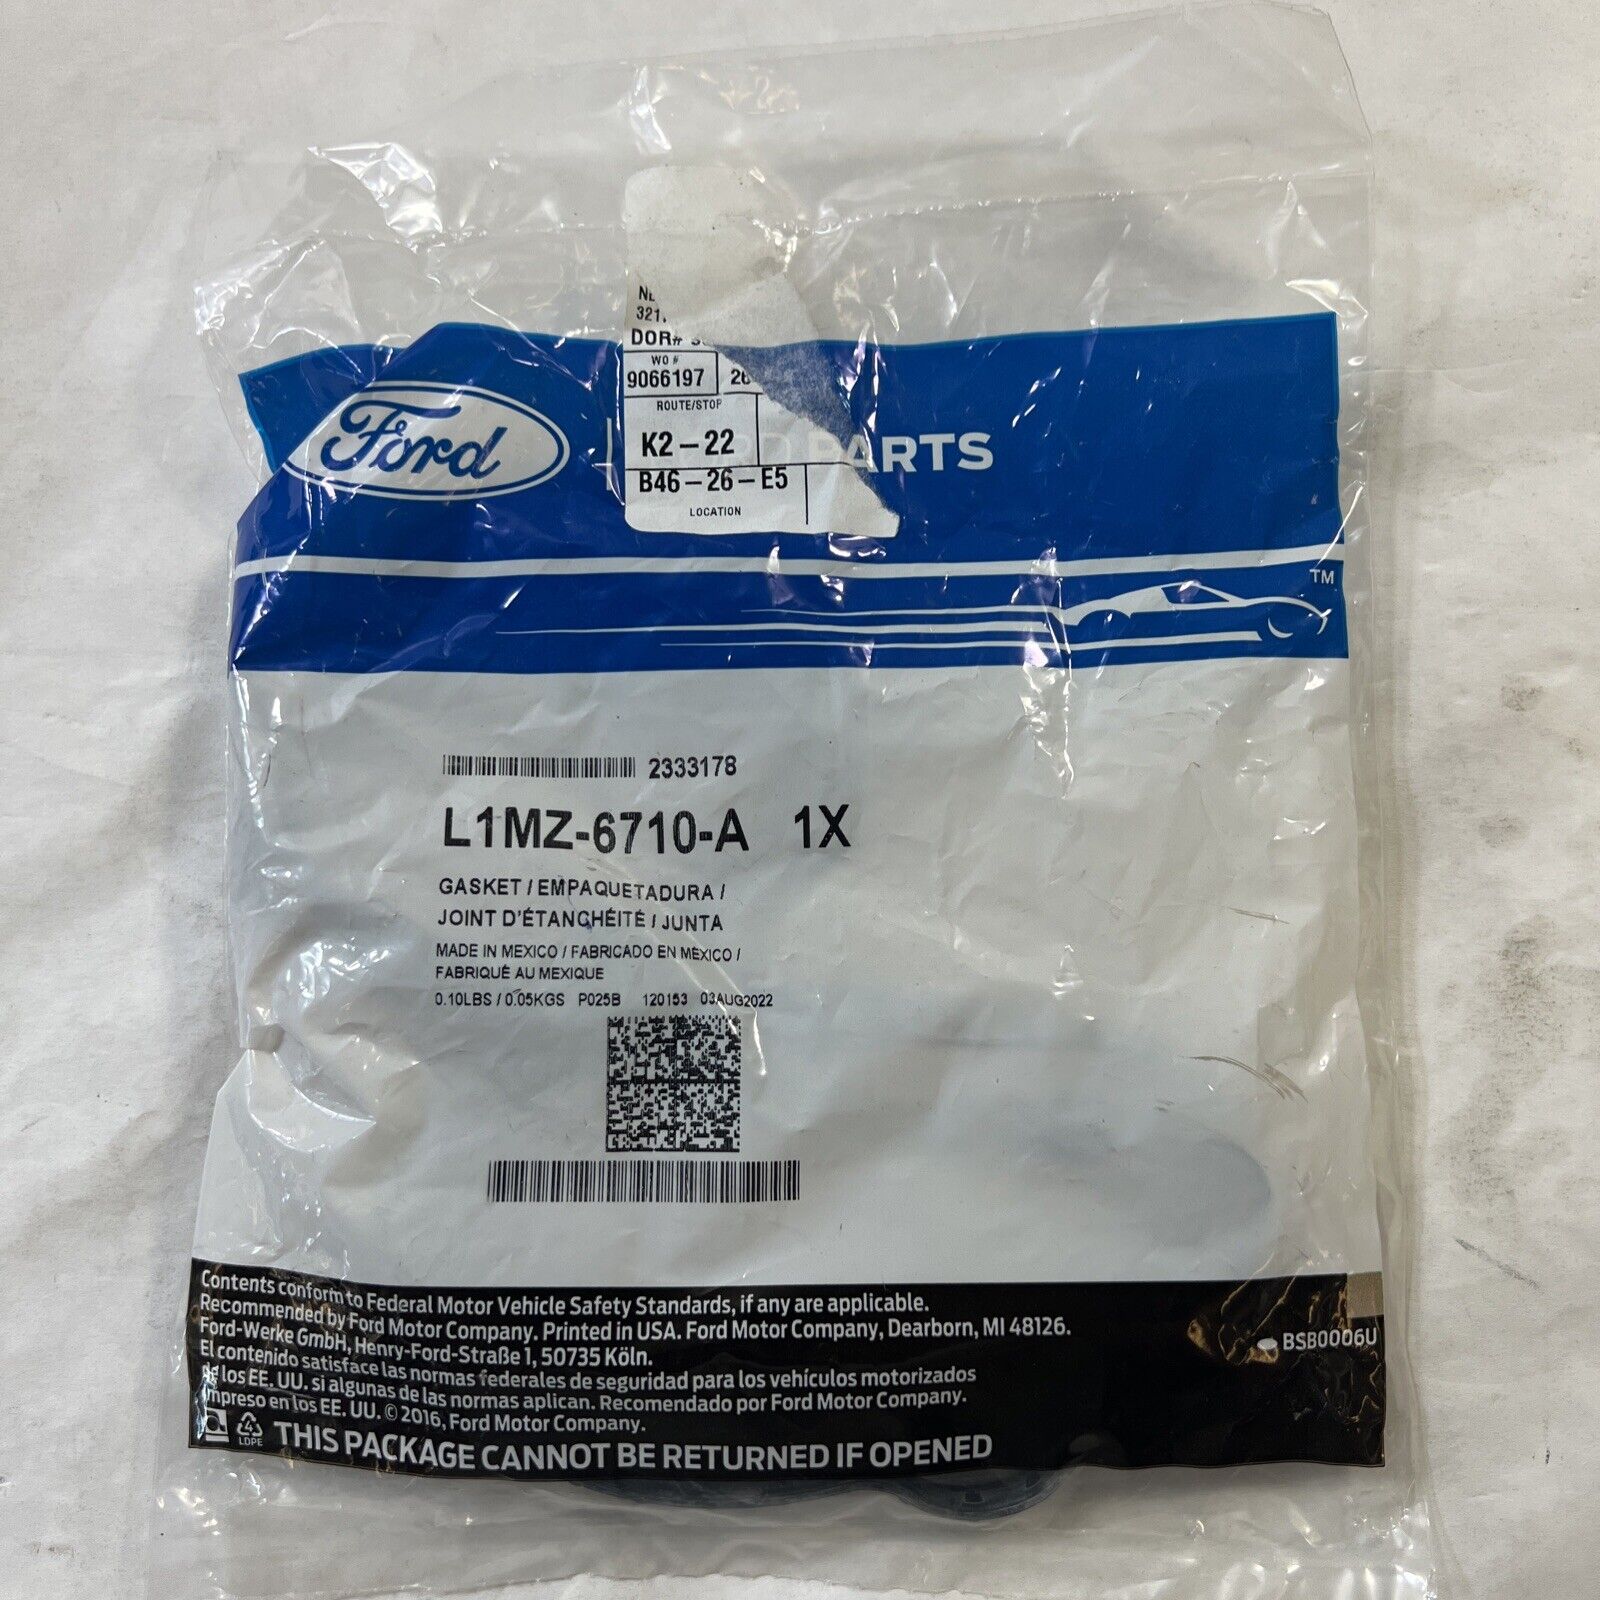 321
DOR#
WO #
9066197
26
ROUTE/STOP
K2-22
B46-26-E5
LOCATION
Ford
PARTS
TM
2333178
L1MZ-6710-A 1X
GASKET / EMPAQUETADURA /
JOINT D'ÉTANCHÉITÉ / JUNTA
MADE IN MEXICO / FABRICADO EN MÉXICO /
FABRIQUÉ AU MEXIQUE
0.10LBS / 0.05KGS P025B 120153 03AUG2022
Contents conform to Federal Motor Vehicle Safety Standards, if any are applicable.
Recommended by Ford Motor Company. Printed in USA. Ford Motor Company, Dearborn, MI 48126.
Ford-Werke GmbH, Henry-Ford-Straße 1, 50735 Köln.
El contenido satisface las normas federales de seguridad para los vehículos motorizados
de los EE. UU. si algunas de las normas aplican. Recomendado por Ford Motor Company.
Impreso en los EE. UU. © 2016, Ford Motor Company.
BSB0006U
4
LDPE
THIS PACKAGE CANNOT BE RETURNED IF OPENED